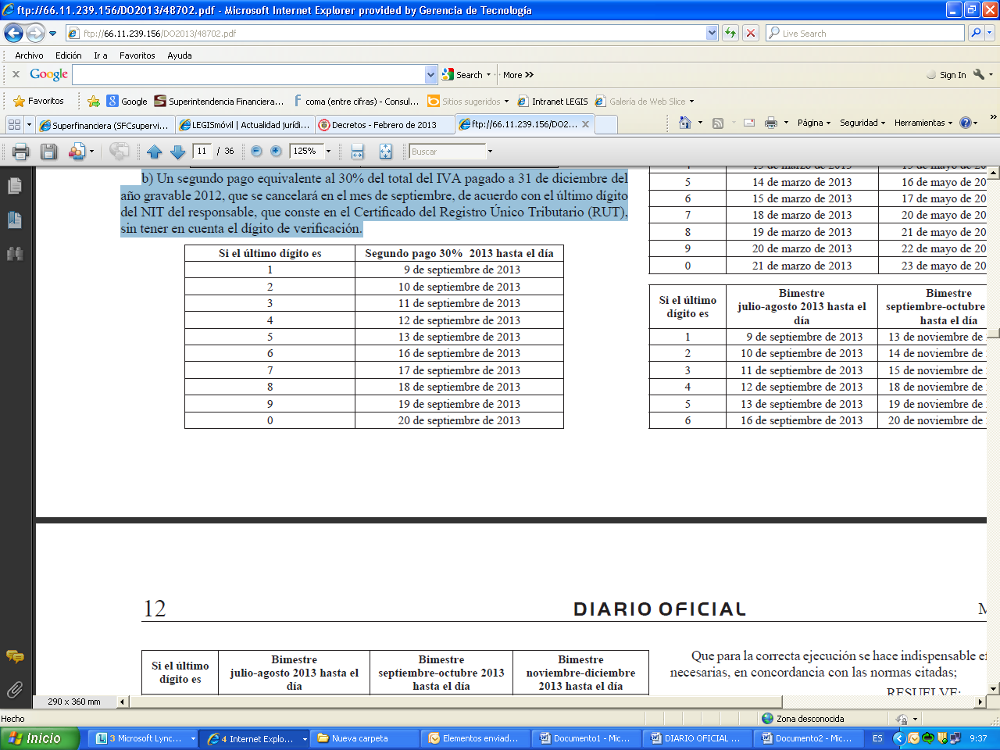 ftp://66.11.239.156/DO2013/48702.pdf - Microsoft Internet Explorer provided by Gerencia de Tecnología
ftp://66.11.239.156/DO2013/48702.pdf
Live Search
Archivo Edición Ir a Favoritos Ayuda
x Google Search More »
Sign In
Favoritos Google Superintendencia Financiera... coma (entre cifras) - Consul... Sitios sugeridos Intranet LEGIS Galería de Web Slice
Superfinanciera (SFCsupervi... LEGISmóvil | Actualidad jurídi... Decretos - Febrero de 2013 ftp://66.11.239.156/DO2... Página Seguridad Herramientas
11 / 36 125% Buscar
b) Un segundo pago equivalente al 30% del total del IVA pagado a 31 de diciembre del
año gravable 2012, que se cancelará en el mes de septiembre, de acuerdo con el último dígito
del NIT del responsable, que conste en el Certificado del Registro Único Tributario (RUT),
sin tener en cuenta el dígito de verificación.
Si el último dígito es Segundo pago 30% 2013 hasta el día
1 9 de septiembre de 2013
2 10 de septiembre de 2013
3 11 de septiembre de 2013
4 12 de septiembre de 2013
5 13 de septiembre de 2013
6 16 de septiembre de 2013
7 17 de septiembre de 2013
8 18 de septiembre de 2013
9 19 de septiembre de 2013
0 20 de septiembre de 2013
5 14 de marzo de 2013 16 de mayo de 20
6 15 de marzo de 2013 17 de mayo de 20
7 18 de marzo de 2013 20 de mayo de 20
8 19 de marzo de 2013 21 de mayo de 20
9 20 de marzo de 2013 22 de mayo de 20
0 21 de marzo de 2013 23 de mayo de 20
Si el último
dígito es
Bimestre
julio-agosto 2013 hasta el
día
Bimestre
septiembre-octubre
hasta el día
1 9 de septiembre de 2013 13 de noviembre de
2 10 de septiembre de 2013 14 de noviembre de
3 11 de septiembre de 2013 15 de noviembre de
4 12 de septiembre de 2013 18 de noviembre de
5 13 de septiembre de 2013 19 de noviembre de
6 16 de septiembre de 2013 20 de noviembre de
12 DIARIO OFICIAL M
Si el último
dígito es
Bimestre
julio-agosto 2013 hasta el
día
Bimestre
septiembre-octubre 2013
hasta el día
Bimestre
noviembre-diciembre
2013 hasta el día
Que para la correcta ejecución se hace indispensable ef
necesarias, en concordancia con las normas citadas;
RESUELVE:
290 x 360 mm
Hecho Zona desconocida
Inicio 3 Microsoft Lync... 4 Internet Explo... Nueva carpeta Elementos enviad... Documento1 - Mic... DIARIO OFICIAL ... Documento2 - Mic... ES 9:37